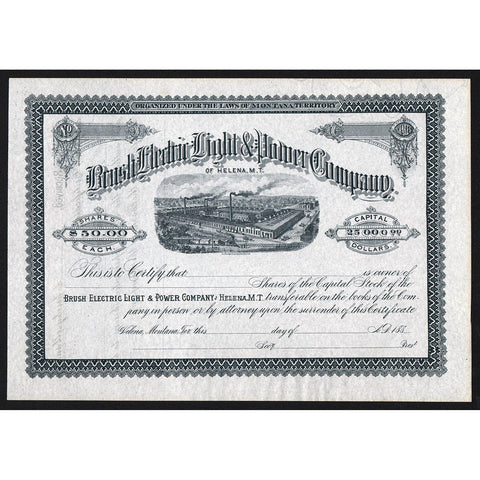 ORGANIZED UNDER THE LAWS OF MONTANA TERRITORY
No
Brush Electric Light & Power Company
OF HELENA, M.T.
SHARES
$50.00
EACH.
CAPITAL
25000.00
DOLLARS.
This is to Certify that is owner of
Shares of the Capital Stock of the
BRUSH ELECTRIC LIGHT & POWER COMPANY, HELENA, M.T. transferable on the books of the Com-
pany in person or by attorney upon the surrender of this Certificate
Helena, Montana Ter. this day of A.D. 188
Sec'y Prest